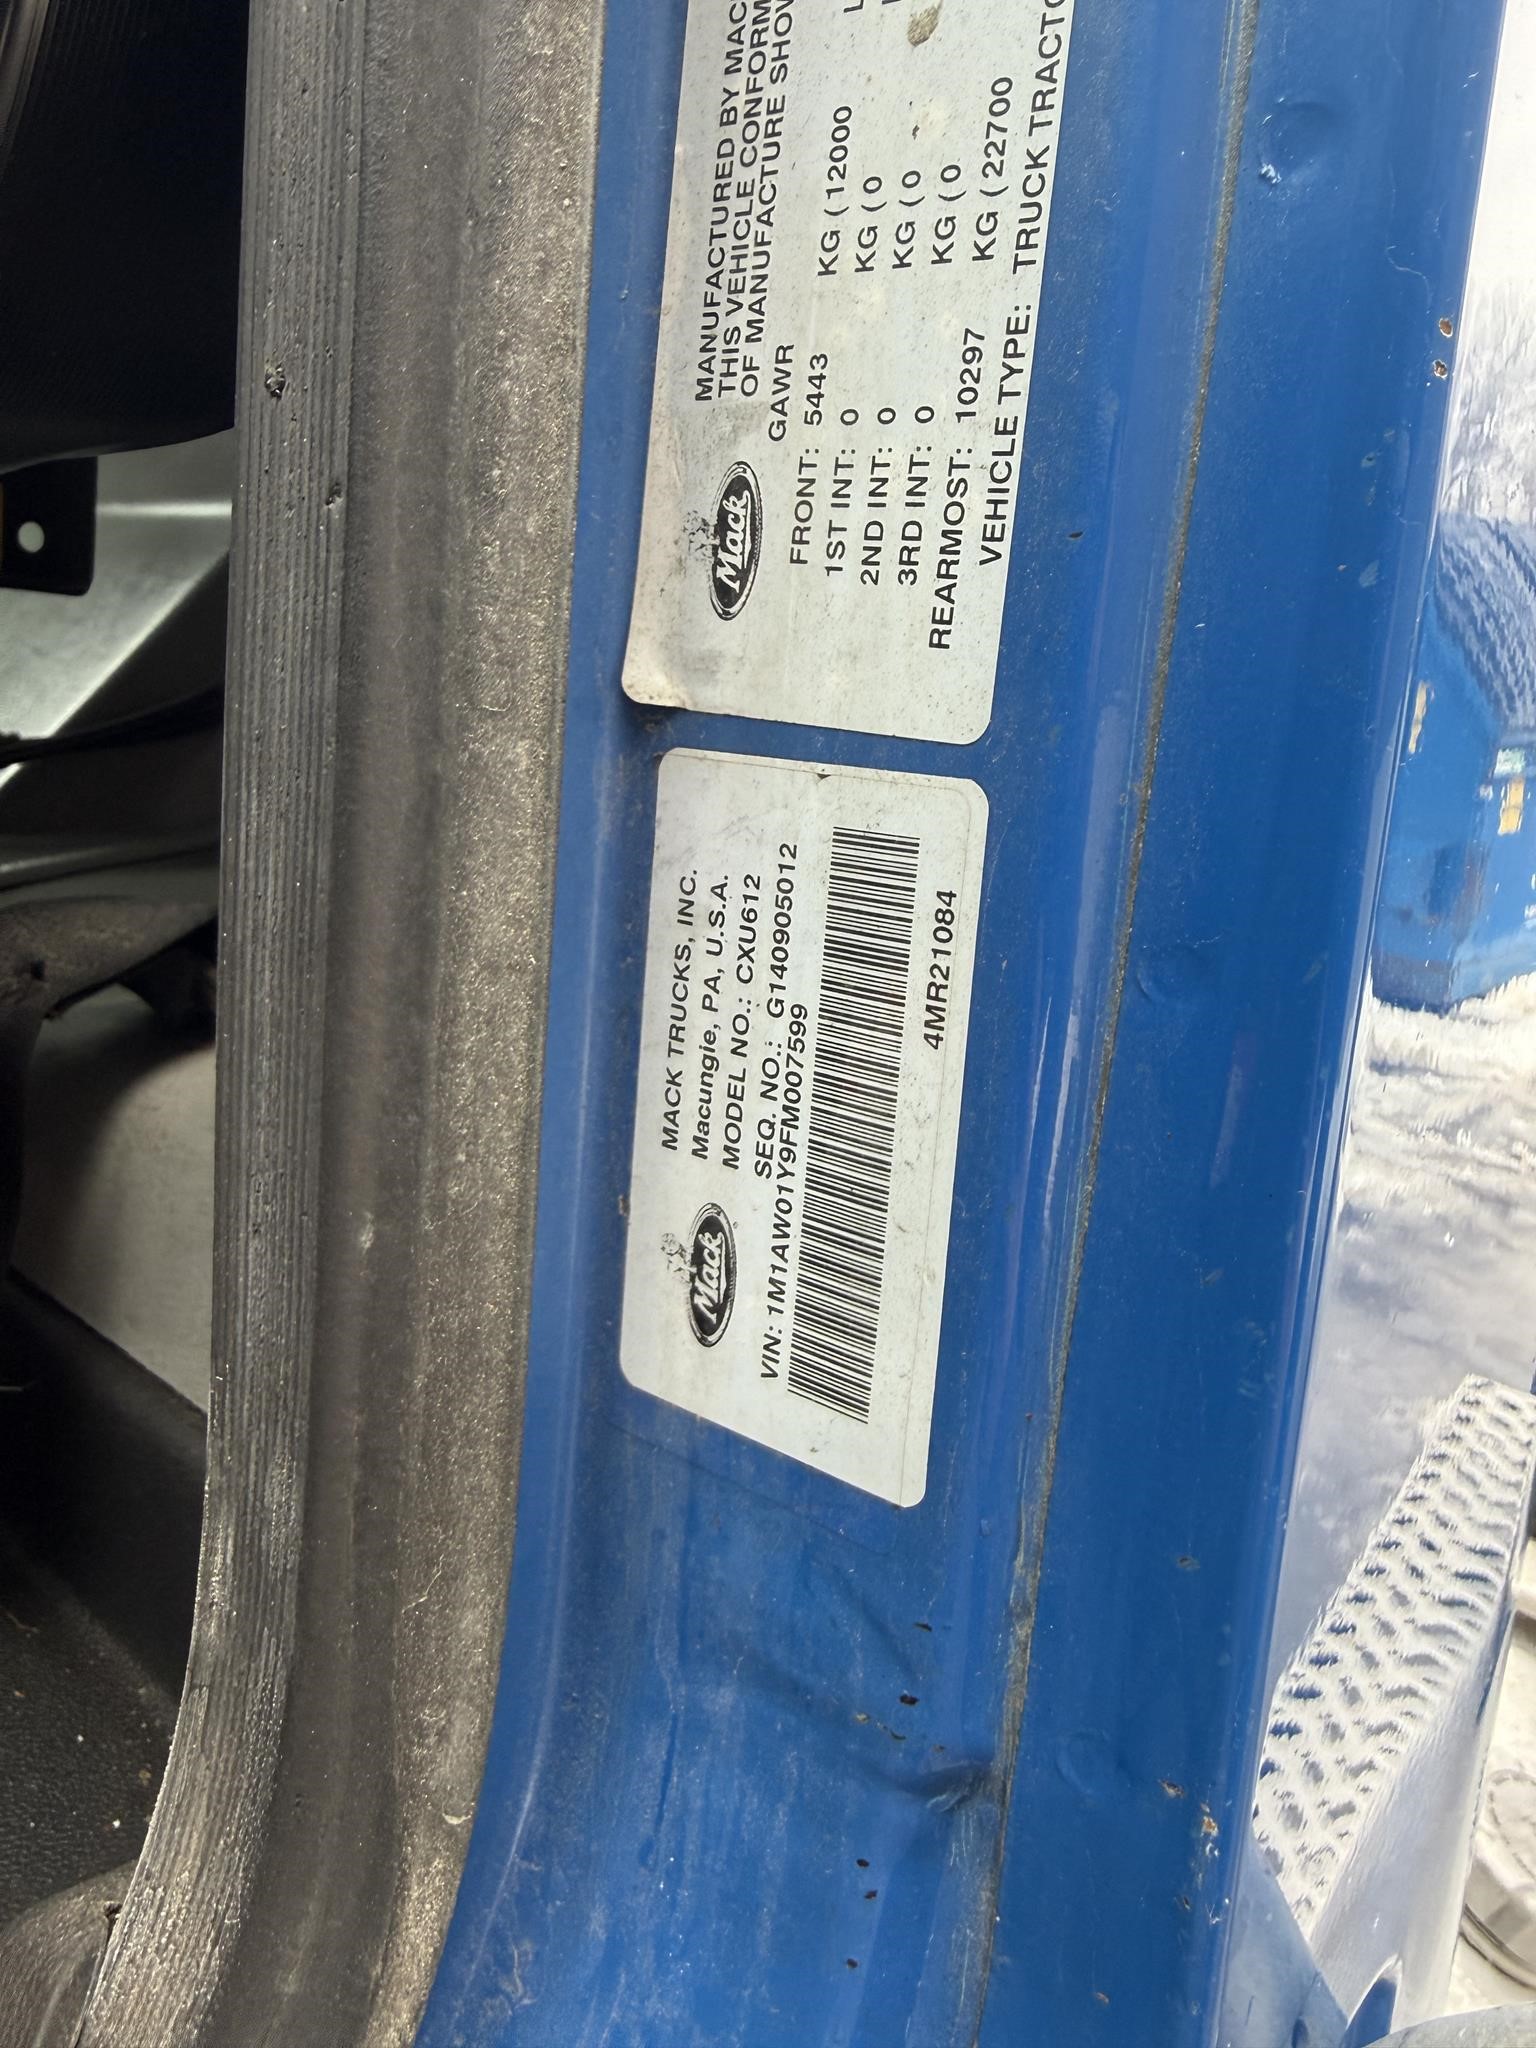 Mack
MANUFACTURED BY MAC
THIS VEHICLE CONFORM
OF MANUFACTURE SHOW
GAWR
FRONT: 5443 KG (12000 L
1ST INT: 0 KG (0
2ND INT: 0 KG (0
3RD INT: 0 KG (0
REARMOST: 10297 KG (22700
VEHICLE TYPE: TRUCK TRACTO
Mack
MACK TRUCKS, INC.
Macungie, PA, U.S.A.
MODEL NO.: CXU612
SEQ. NO.: G140905012
VIN: 1M1AW01Y9FM007599
4MR21084